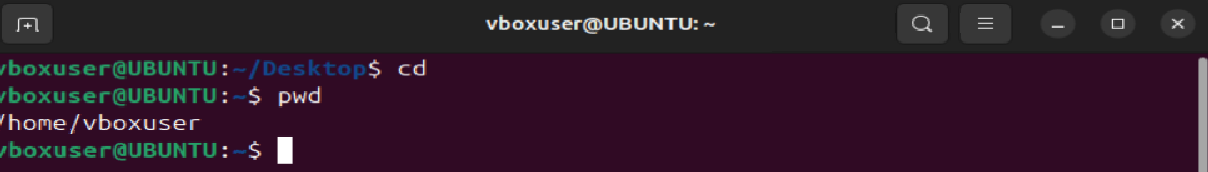 vboxuser@UBUNTU: ~
vboxuser@UBUNTU:~/Desktop$ cd
vboxuser@UBUNTU:~$ pwd
/home/vboxuser
vboxuser@UBUNTU:~$